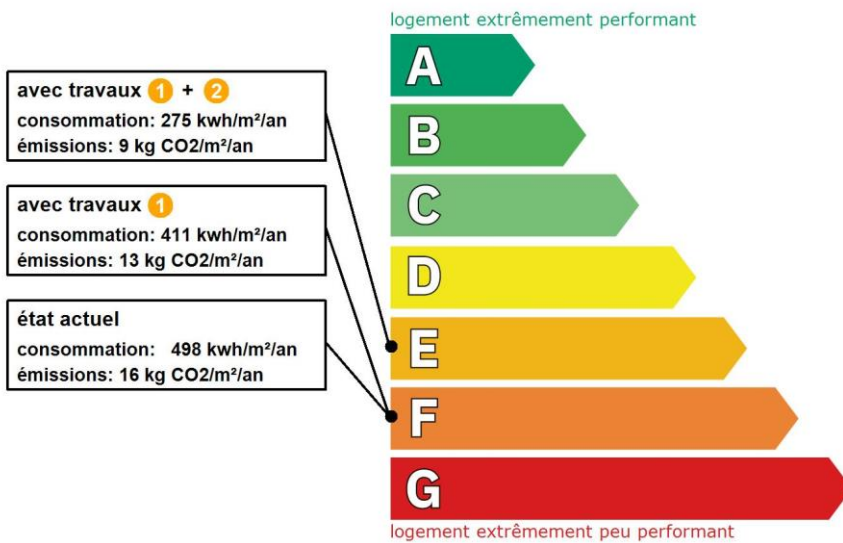 logement extrêmement performant
A
avec travaux 1 + 2
consommation: 275 kwh/m²/an
émissions: 9 kg CO2/m²/an
B
avec travaux 1
consommation: 411 kwh/m²/an
émissions: 13 kg CO2/m²/an
C
D
état actuel
consommation: 498 kwh/m²/an
émissions: 16 kg CO2/m²/an
E
F
G
logement extrêmement peu performant